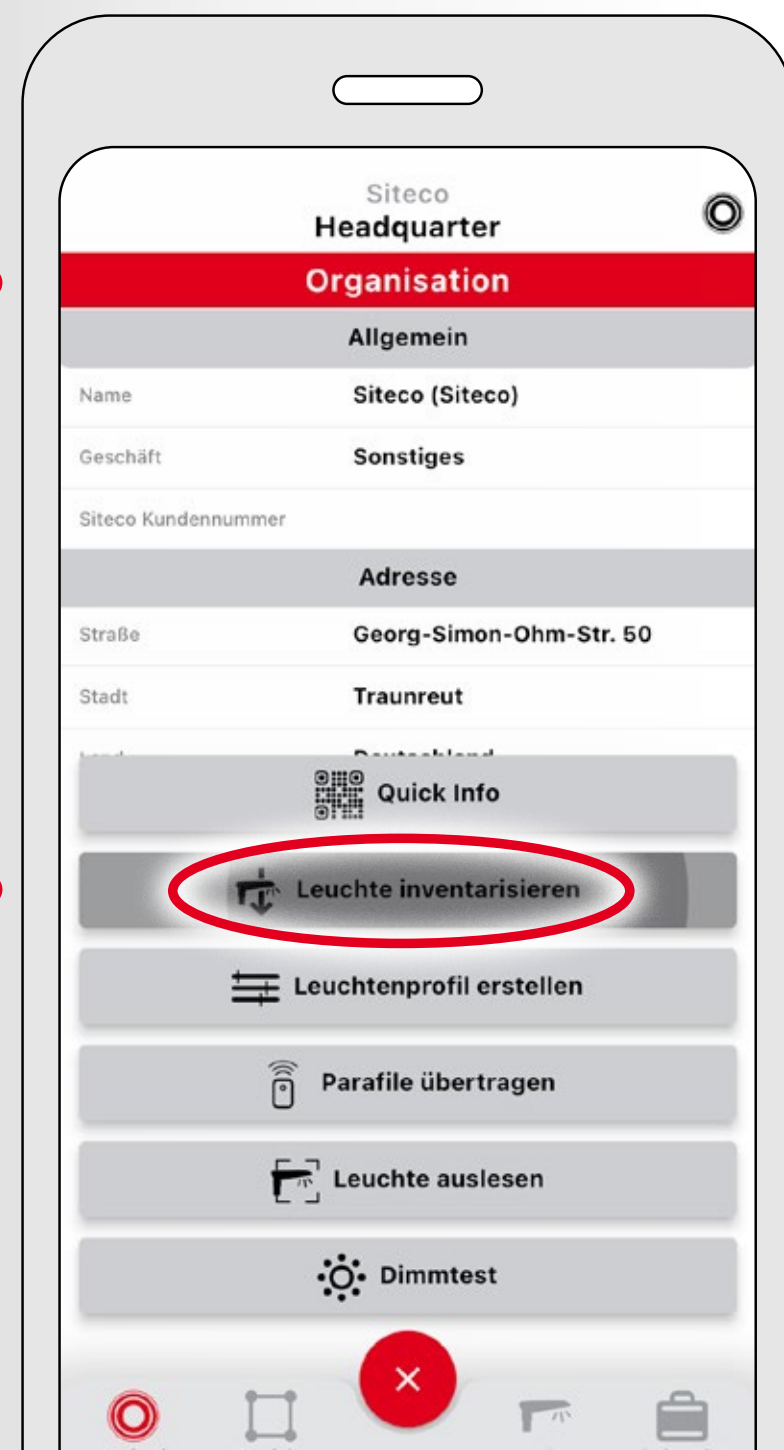 Siteco
Headquarter
Organisation
Allgemein
Name Siteco (Siteco)
Geschäft Sonstiges
Siteco Kundennummer
Adresse
Straße Georg-Simon-Ohm-Str. 50
Stadt Traunreut
Quick Info
Leuchte inventarisieren
Leuchtenprofil erstellen
Parafile übertragen
Leuchte auslesen
Dimmtest